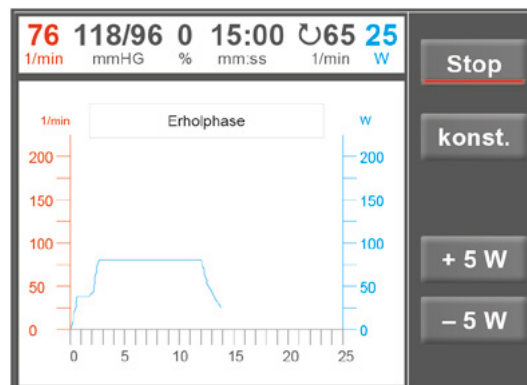 76 118/96 0 15:00 ↻65 25
1/min mmHG % mm:ss 1/min W
Stop
konst.
+ 5 W
– 5 W
1/min Erholphase W
200 200
150 150
100 100
50 50
0 0
0 5 10 15 20 25